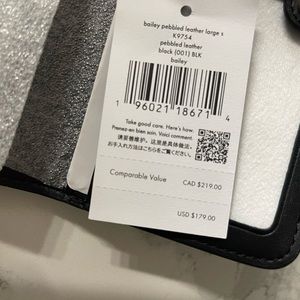 bailey pebbled leather large s
K9754
pebbled leather
black (001) BLK
bailey
1 96021 18671 4
Take good care. Here's how.
Prenez-en bien soin. Voici comment.
请妥善维护，这里是具体做法。
お手入れ方法はこちらをご覧ください。
Comparable Value
CAD $219.00
USD $179.00